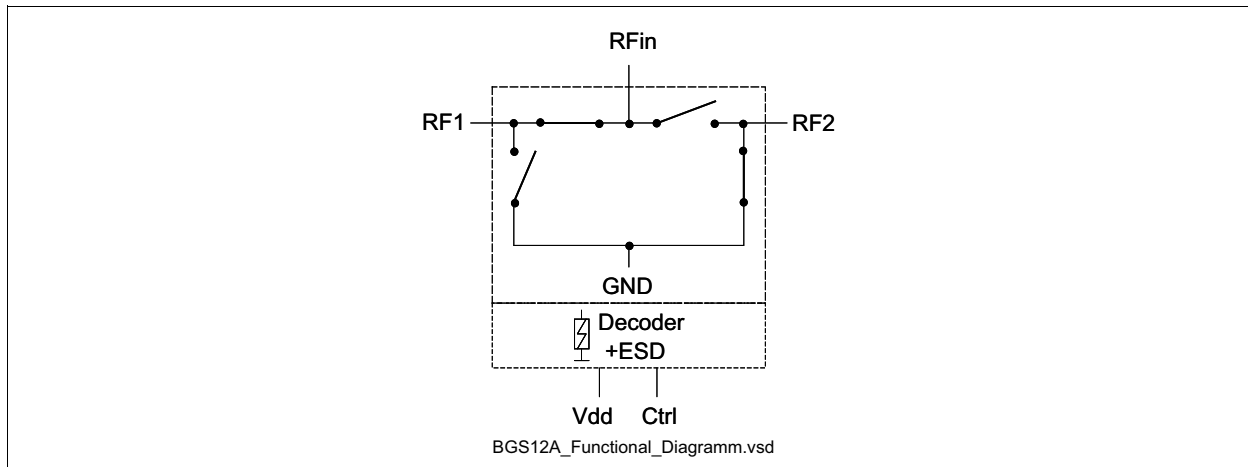 RFin
RF1
RF2
GND
Decoder
+ESD
Vdd Ctrl
BGS12A_Functional_Diagramm.vsd